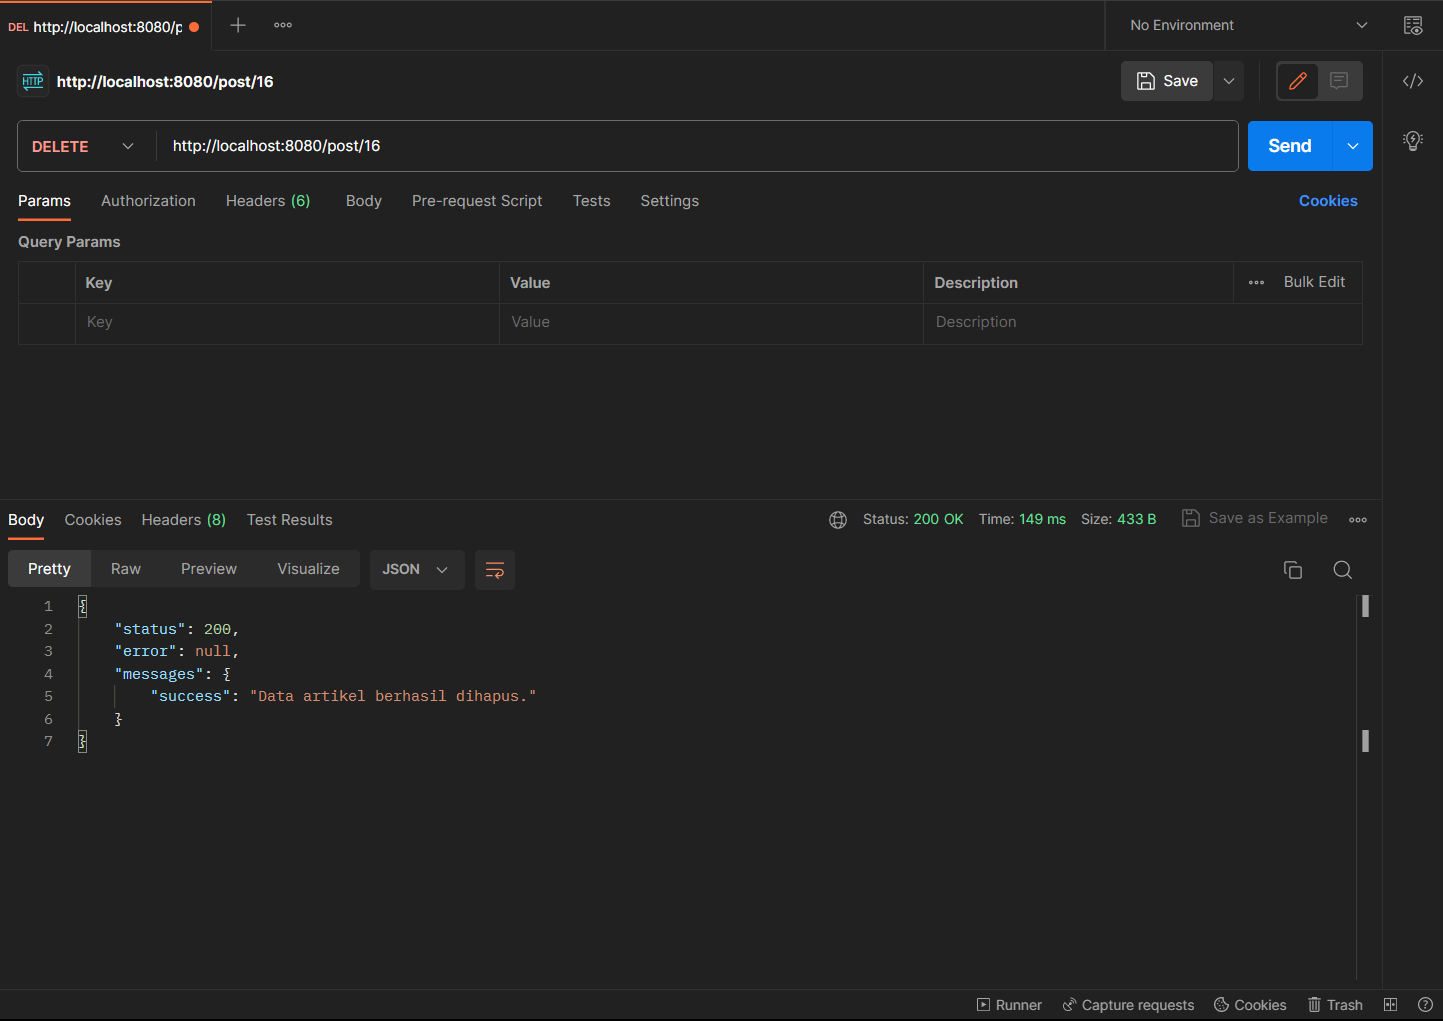 DEL http://localhost:8080/p
No Environment
HTTP http://localhost:8080/post/16
Save
DELETE http://localhost:8080/post/16
Send
Params Authorization Headers (6) Body Pre-request Script Tests Settings Cookies
Query Params
Key Value Description Bulk Edit
Key Value Description
Body Cookies Headers (8) Test Results Status: 200 OK Time: 149 ms Size: 433 B Save as Example
Pretty Raw Preview Visualize JSON
1 {
2 "status": 200,
3 "error": null,
4 "messages": {
5 "success": "Data artikel berhasil dihapus."
6 }
7 }
Runner Capture requests Cookies Trash